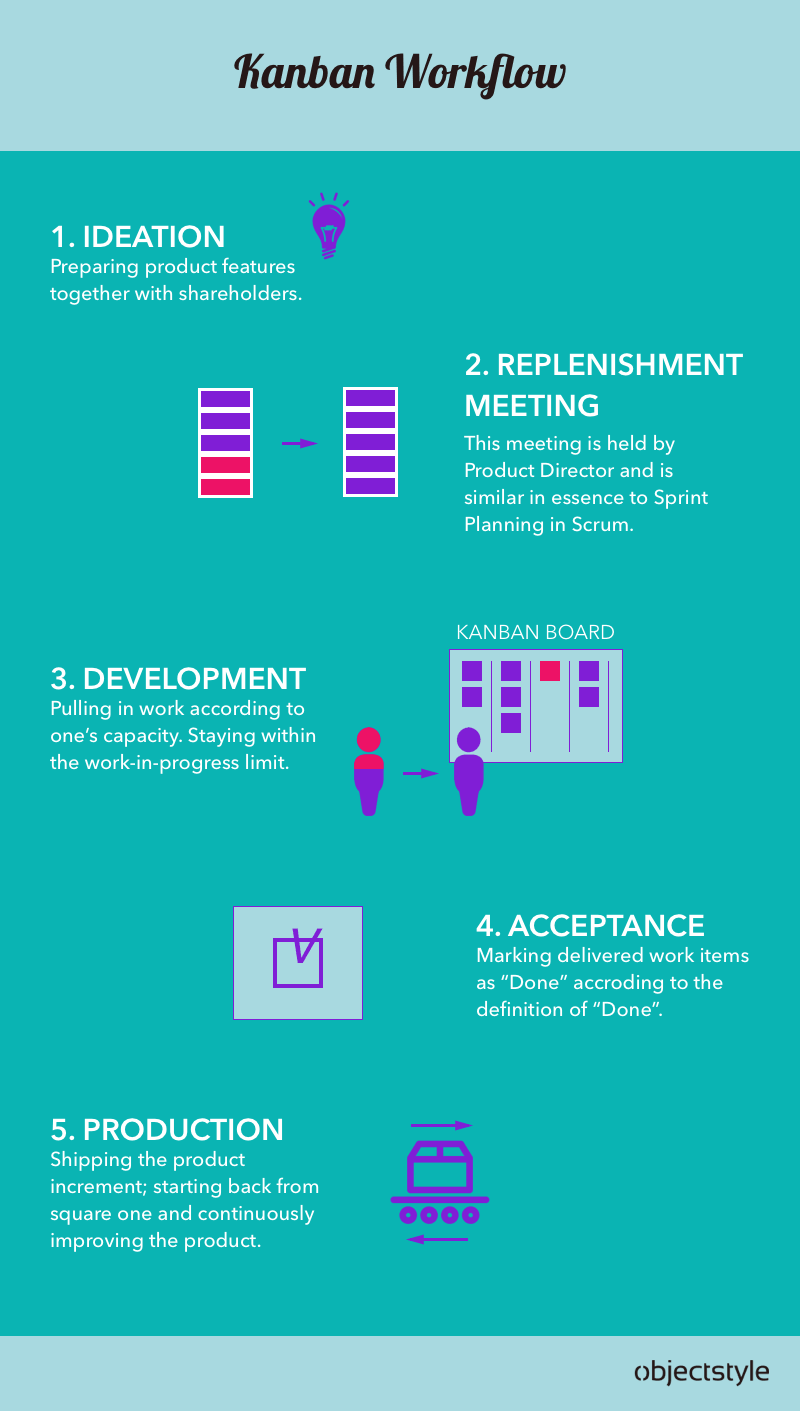 Kanban Workflow
1. IDEATION
Preparing product features
together with shareholders.
2. REPLENISHMENT
MEETING
This meeting is held by
Product Director and is
similar in essence to Sprint
Planning in Scrum.
KANBAN BOARD
3. DEVELOPMENT
Pulling in work according to
one‘s capacity. Staying within
the work-in-progress limit.
4. ACCEPTANCE
Marking delivered work items
as “Done” accroding to the
definition of “Done”.
5. PRODUCTION
Shipping the product
increment; starting back from
square one and continuously
improving the product.
objectstyle